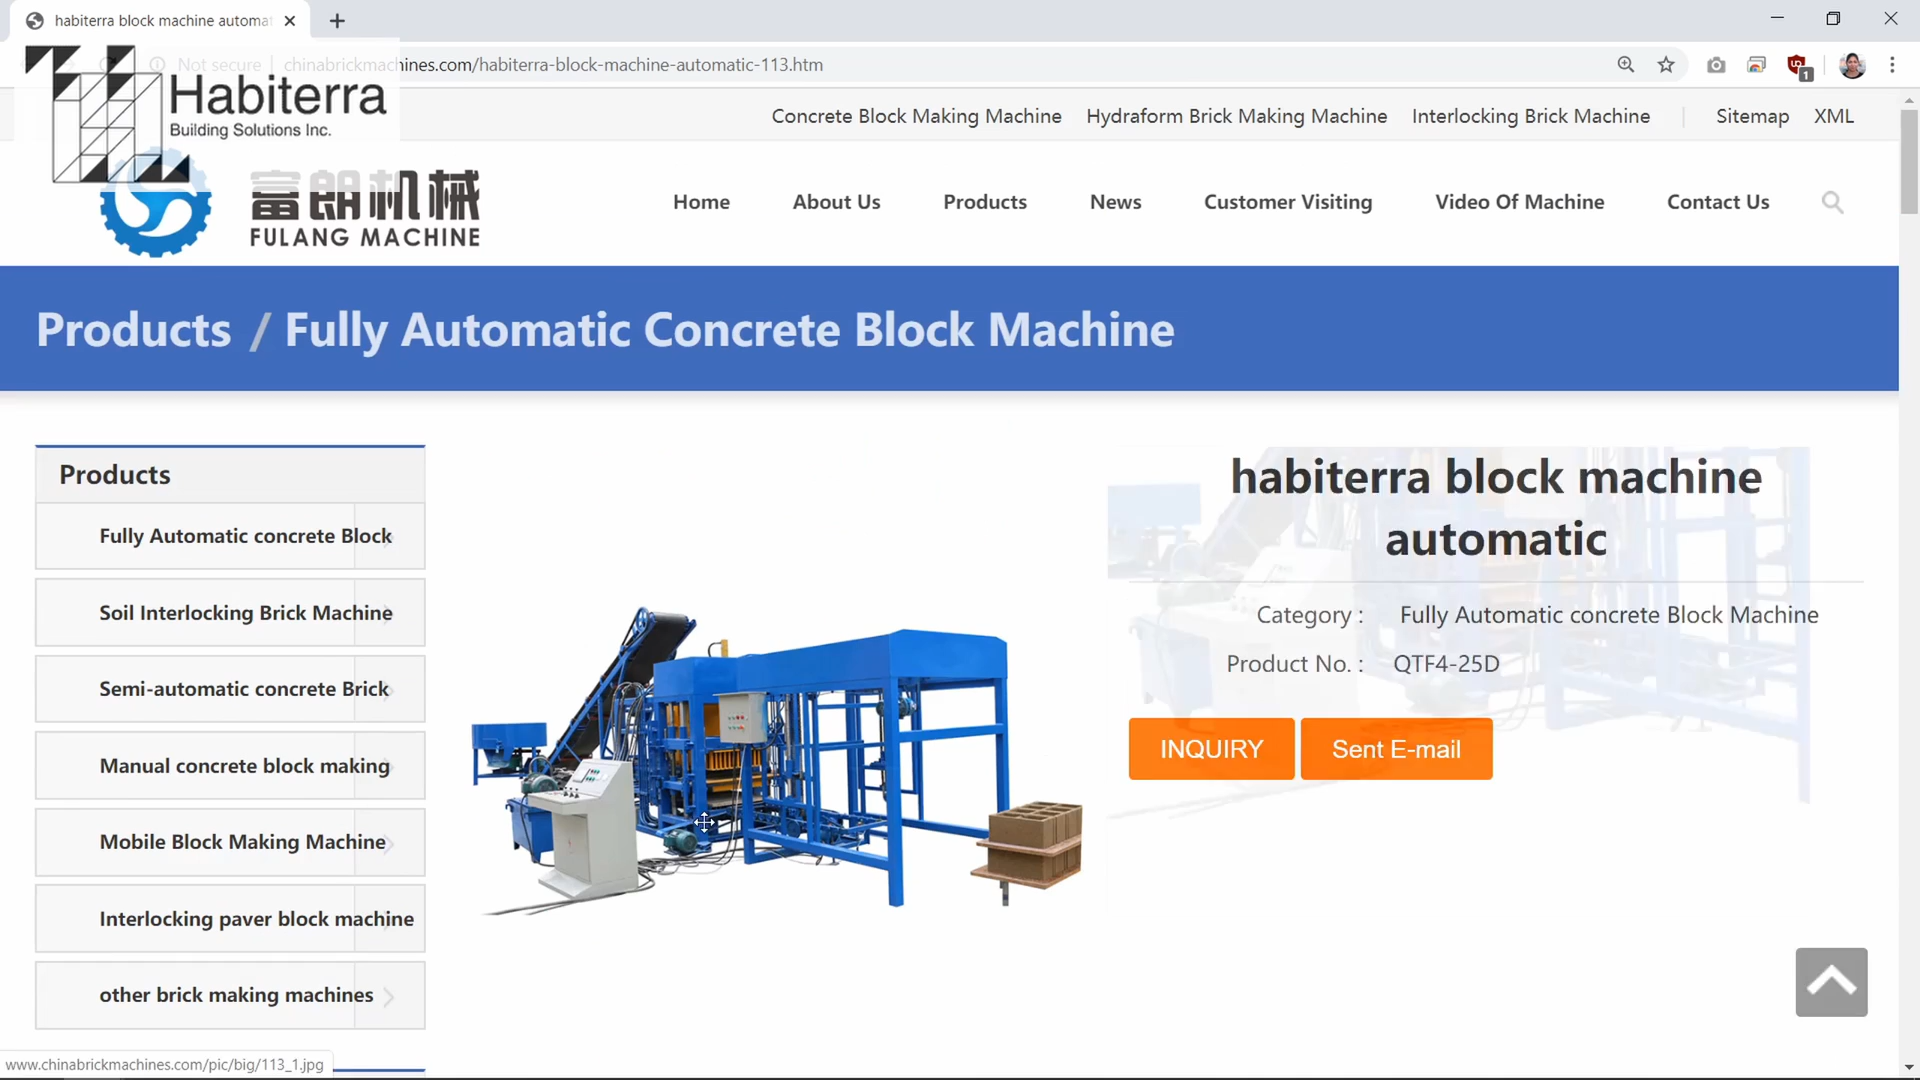 habiterra block machine automa
Not secure | chinabrickmachines.com/habiterra-block-machine-automatic-113.htm
1
Habiterra
Building Solutions Inc.
Concrete Block Making Machine Hydraform Brick Making Machine Interlocking Brick Machine Sitemap XML
富朗机械
FULANG MACHINE
Home About Us Products News Customer Visiting Video Of Machine Contact Us
Products / Fully Automatic Concrete Block Machine
Products
Fully Automatic concrete Block
Soil Interlocking Brick Machine
Semi-automatic concrete Brick
Manual concrete block making
Mobile Block Making Machine
Interlocking paver block machine
other brick making machines
habiterra block machine
automatic
Category : Fully Automatic concrete Block Machine
Product No. : QTF4-25D
INQUIRY Sent E-mail
www.chinabrickmachines.com/pic/big/113_1.jpg